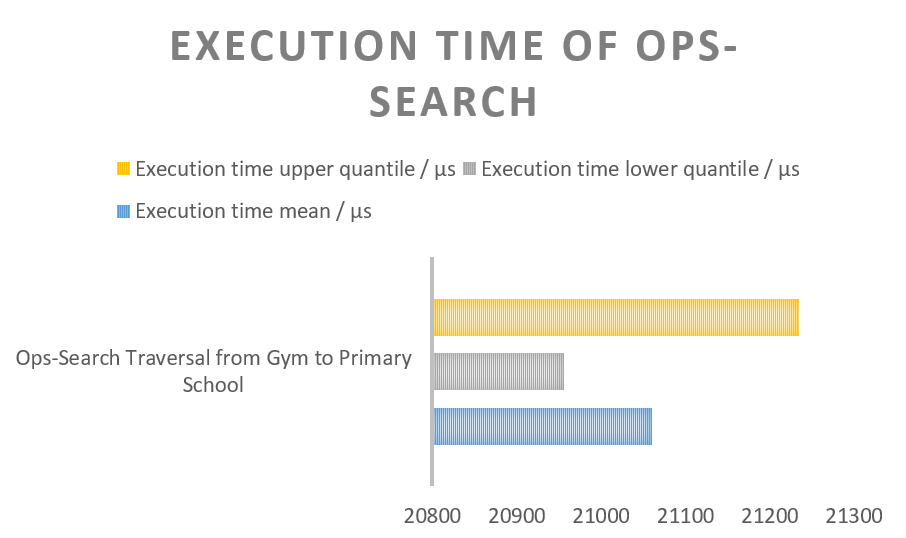 EXECUTION TIME OF OPS-
SEARCH
Execution time upper quantile / µs Execution time lower quantile / µs
Execution time mean / µs
Ops-Search Traversal from Gym to Primary
School
20800 20900 21000 21100 21200 21300